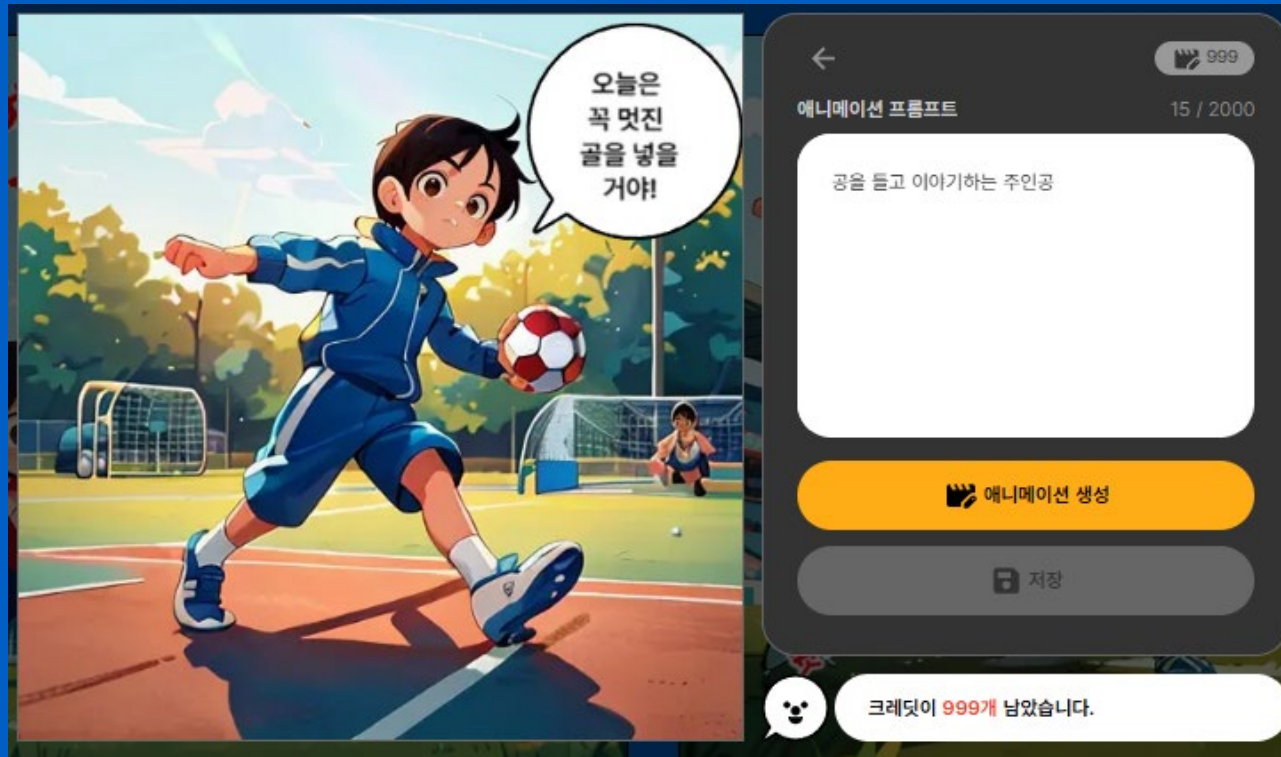 오늘은
꼭 멋진
골을 넣을
거야!
999
애니메이션 프롬프트
15 / 2000
공을 들고 이야기하는 주인공
애니메이션 생성
저장
크레딧이 999개 남았습니다.